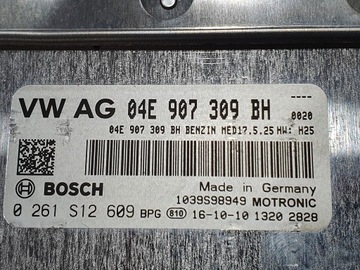 VW AG 04E 907 309 BH 0020
04E 907 309 BH BENZIN MED17.5.25 HW: H25
BOSCH
Made in Germany
1039S98949 MOTRONIC
0 261 S12 609 BPG 810 16-10-10 1320 2828